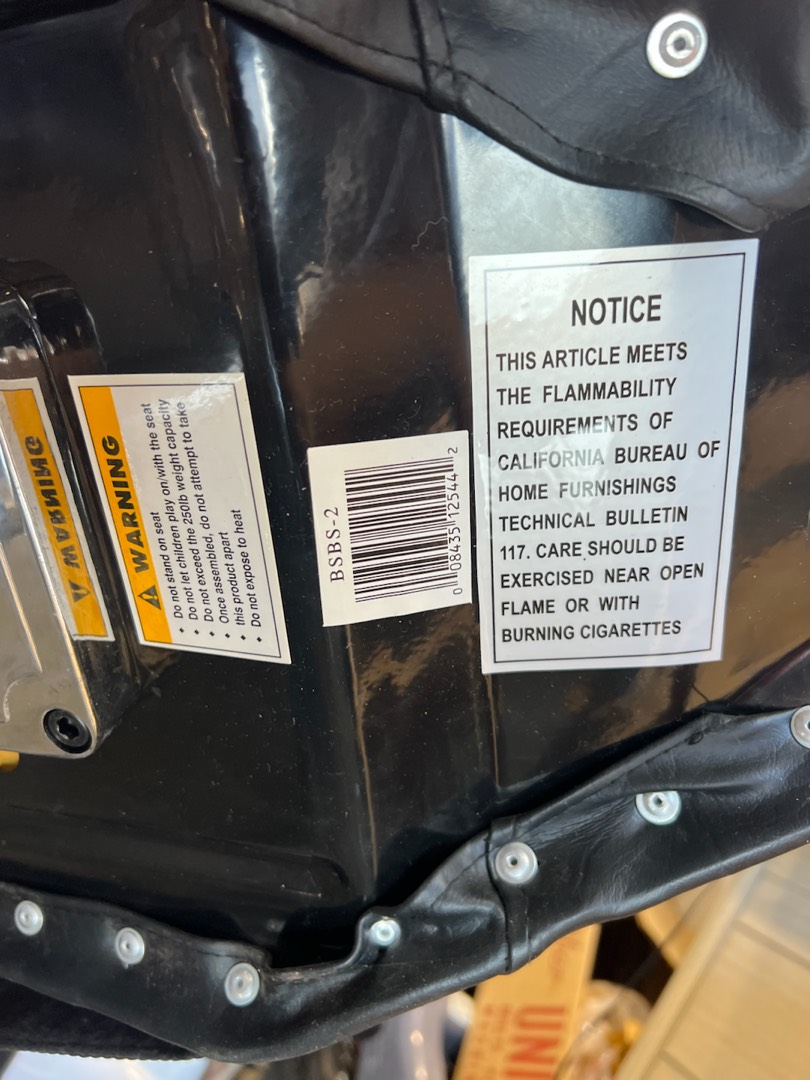 NOTICE
THIS ARTICLE MEETS
THE FLAMMABILITY
REQUIREMENTS OF
CALIFORNIA BUREAU OF
HOME FURNISHINGS
TECHNICAL BULLETIN
117. CARE SHOULD BE
EXERCISED NEAR OPEN
FLAME OR WITH
BURNING CIGARETTES
WARNING
• Do not stand on seat
• Do not let children play on/with the seat
• Do not exceed the 250lb weight capacity
• Once assembled, do not attempt to take
this product apart
• Do not expose to heat
BSBS-2
0 08435 12544 2
WARNING
UNI